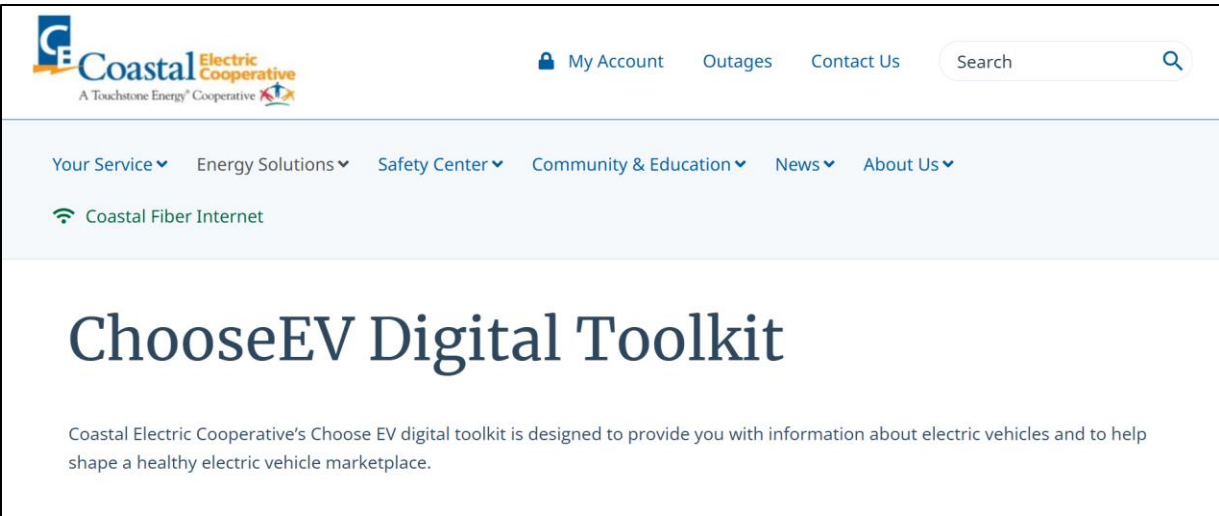 CE
Coastal Electric Cooperative
A Touchstone Energy® Cooperative
My Account Outages Contact Us Search
Your Service Energy Solutions Safety Center Community & Education News About Us
Coastal Fiber Internet
ChooseEV Digital Toolkit
Coastal Electric Cooperative’s Choose EV digital toolkit is designed to provide you with information about electric vehicles and to help
shape a healthy electric vehicle marketplace.